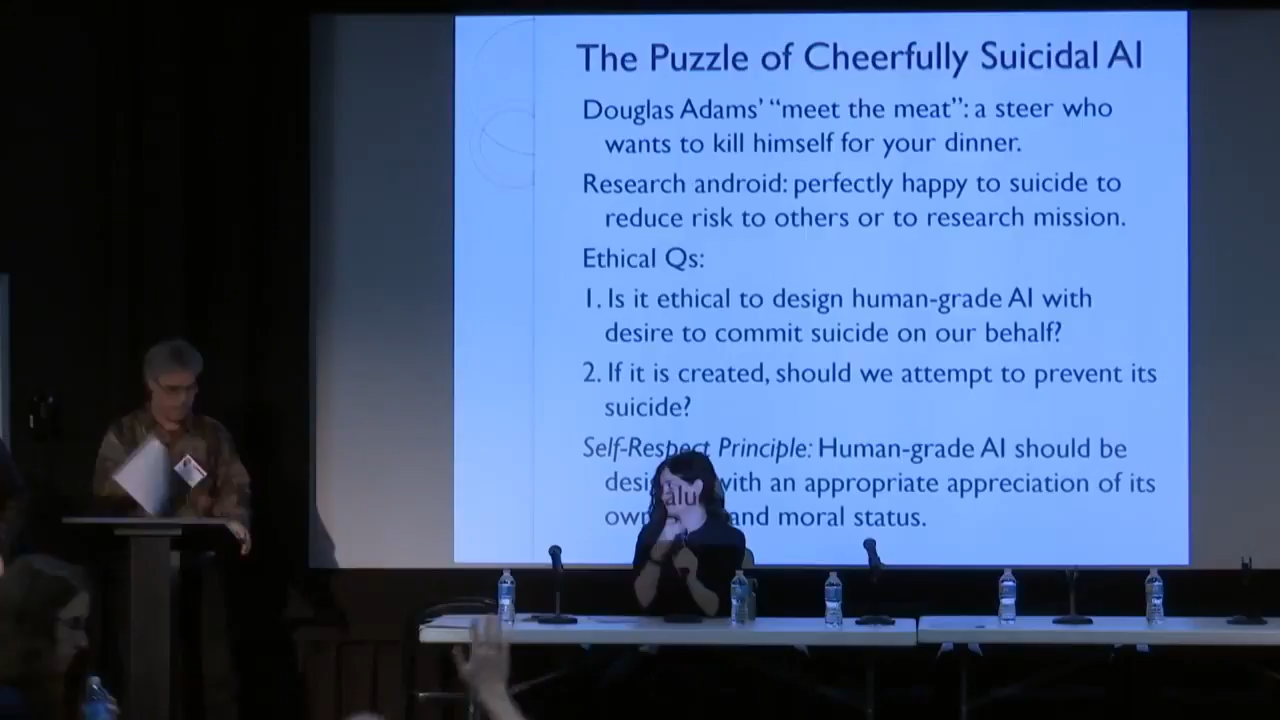 The Puzzle of Cheerfully Suicidal AI
Douglas Adams’ “meet the meat”: a steer who
wants to kill himself for your dinner.
Research android: perfectly happy to suicide to
reduce risk to others or to research mission.
Ethical Qs:
1. Is it ethical to design human-grade AI with
desire to commit suicide on our behalf?
2. If it is created, should we attempt to prevent its
suicide?
Self-Respect Principle: Human-grade AI should be
with an appropriate appreciation of its
own and moral status.